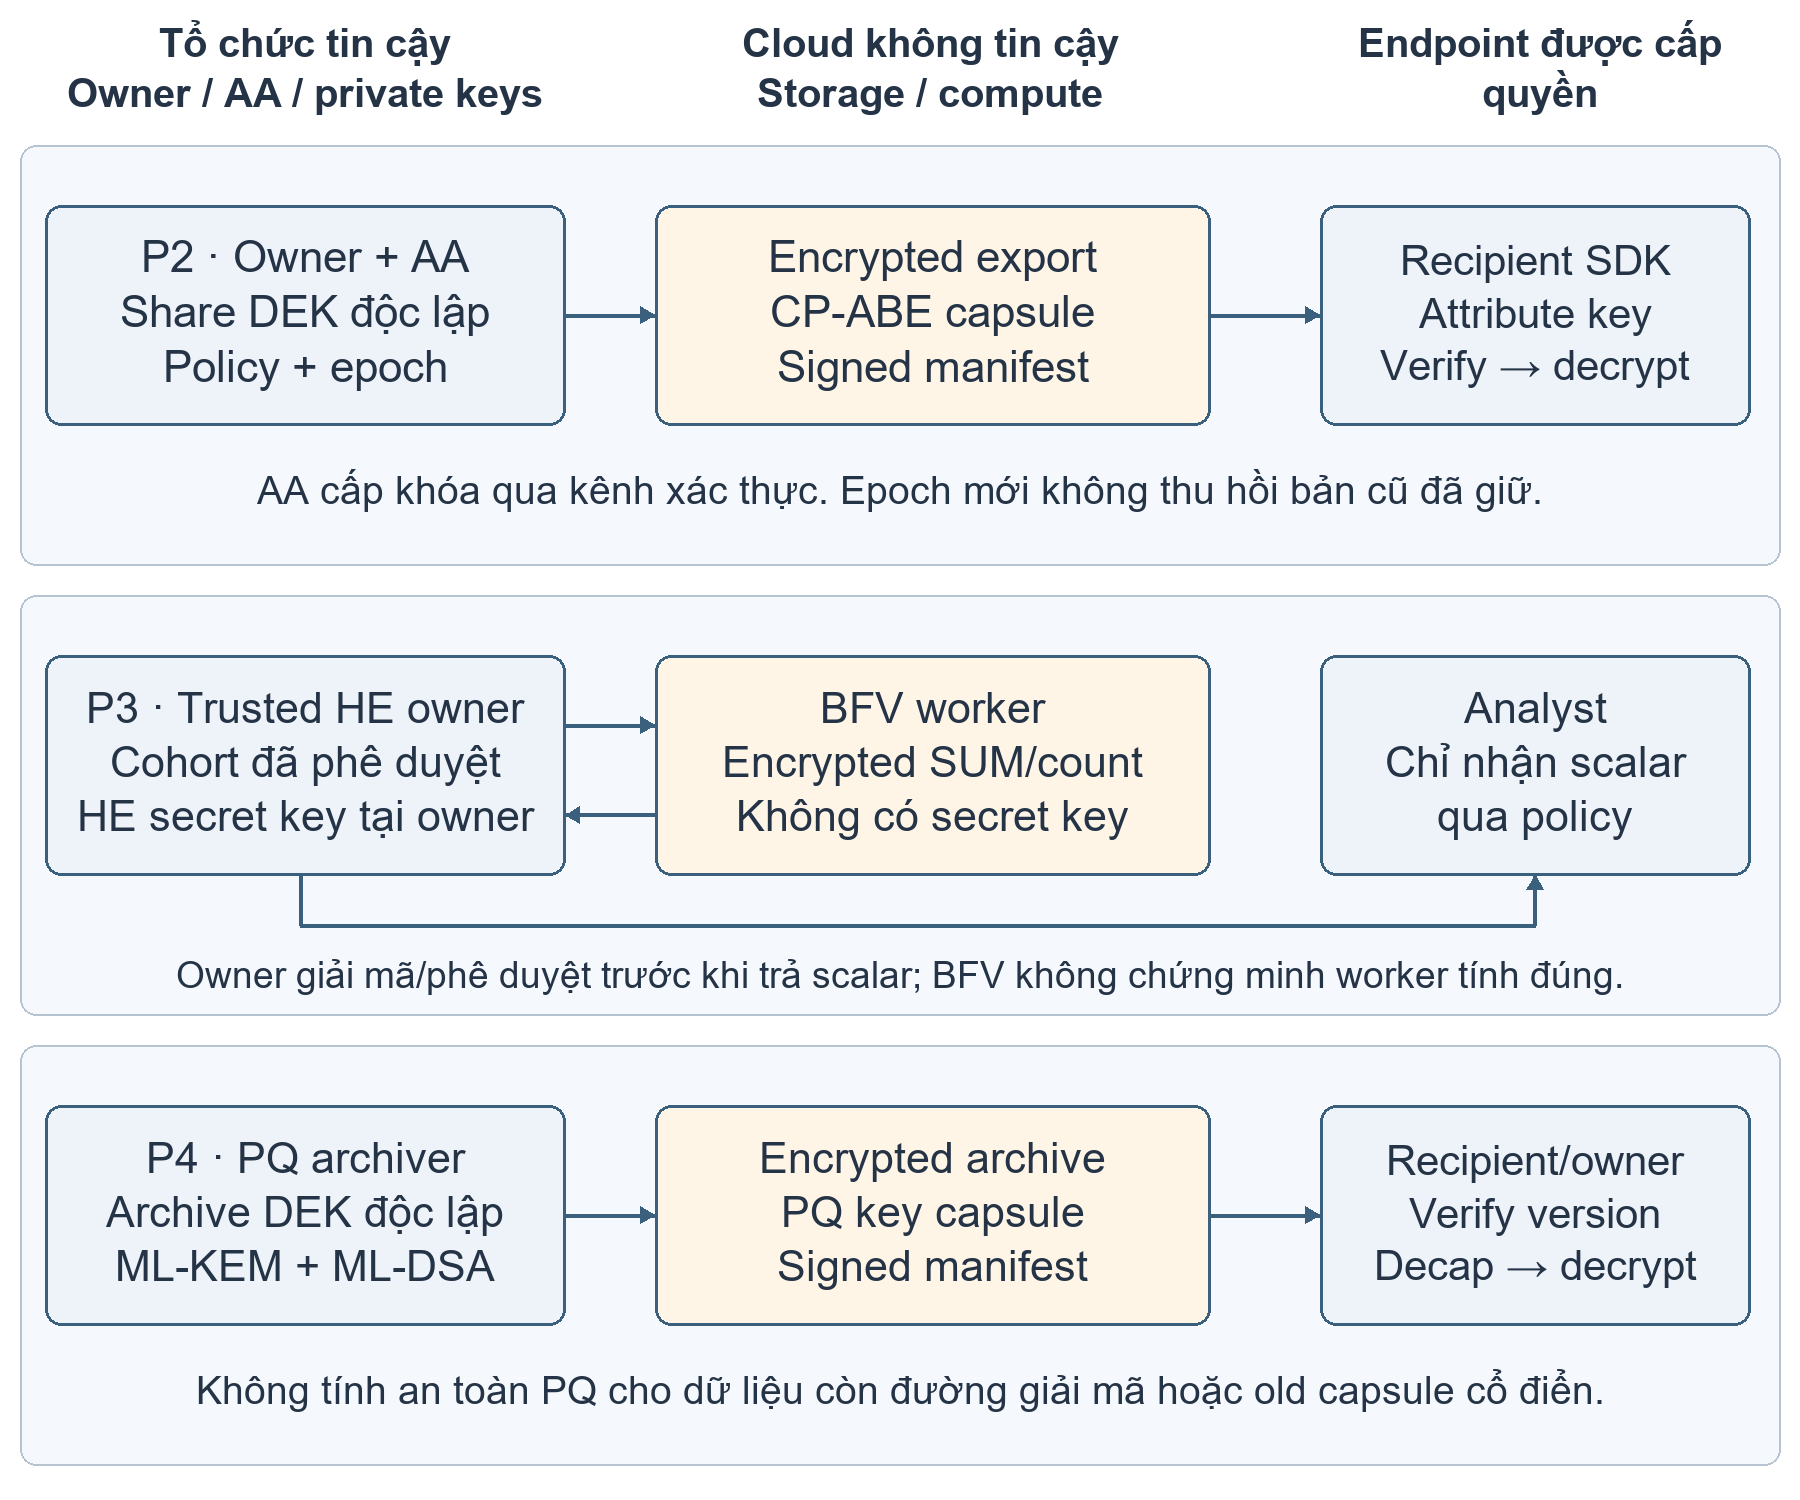 Tổ chức tin cậy
Owner / AA / private keys
Cloud không tin cậy
Storage / compute
Endpoint được cấp
quyền
P2 · Owner + AA
Share DEK độc lập
Policy + epoch
Encrypted export
CP-ABE capsule
Signed manifest
Recipient SDK
Attribute key
Verify → decrypt
AA cấp khóa qua kênh xác thực. Epoch mới không thu hồi bản cũ đã giữ.
P3 · Trusted HE owner
Cohort đã phê duyệt
HE secret key tại owner
BFV worker
Encrypted SUM/count
Không có secret key
Analyst
Chỉ nhận scalar
qua policy
Owner giải mã/phê duyệt trước khi trả scalar; BFV không chứng minh worker tính đúng.
P4 · PQ archiver
Archive DEK độc lập
ML-KEM + ML-DSA
Encrypted archive
PQ key capsule
Signed manifest
Recipient/owner
Verify version
Decap → decrypt
Không tính an toàn PQ cho dữ liệu còn đường giải mã hoặc old capsule cổ điển.